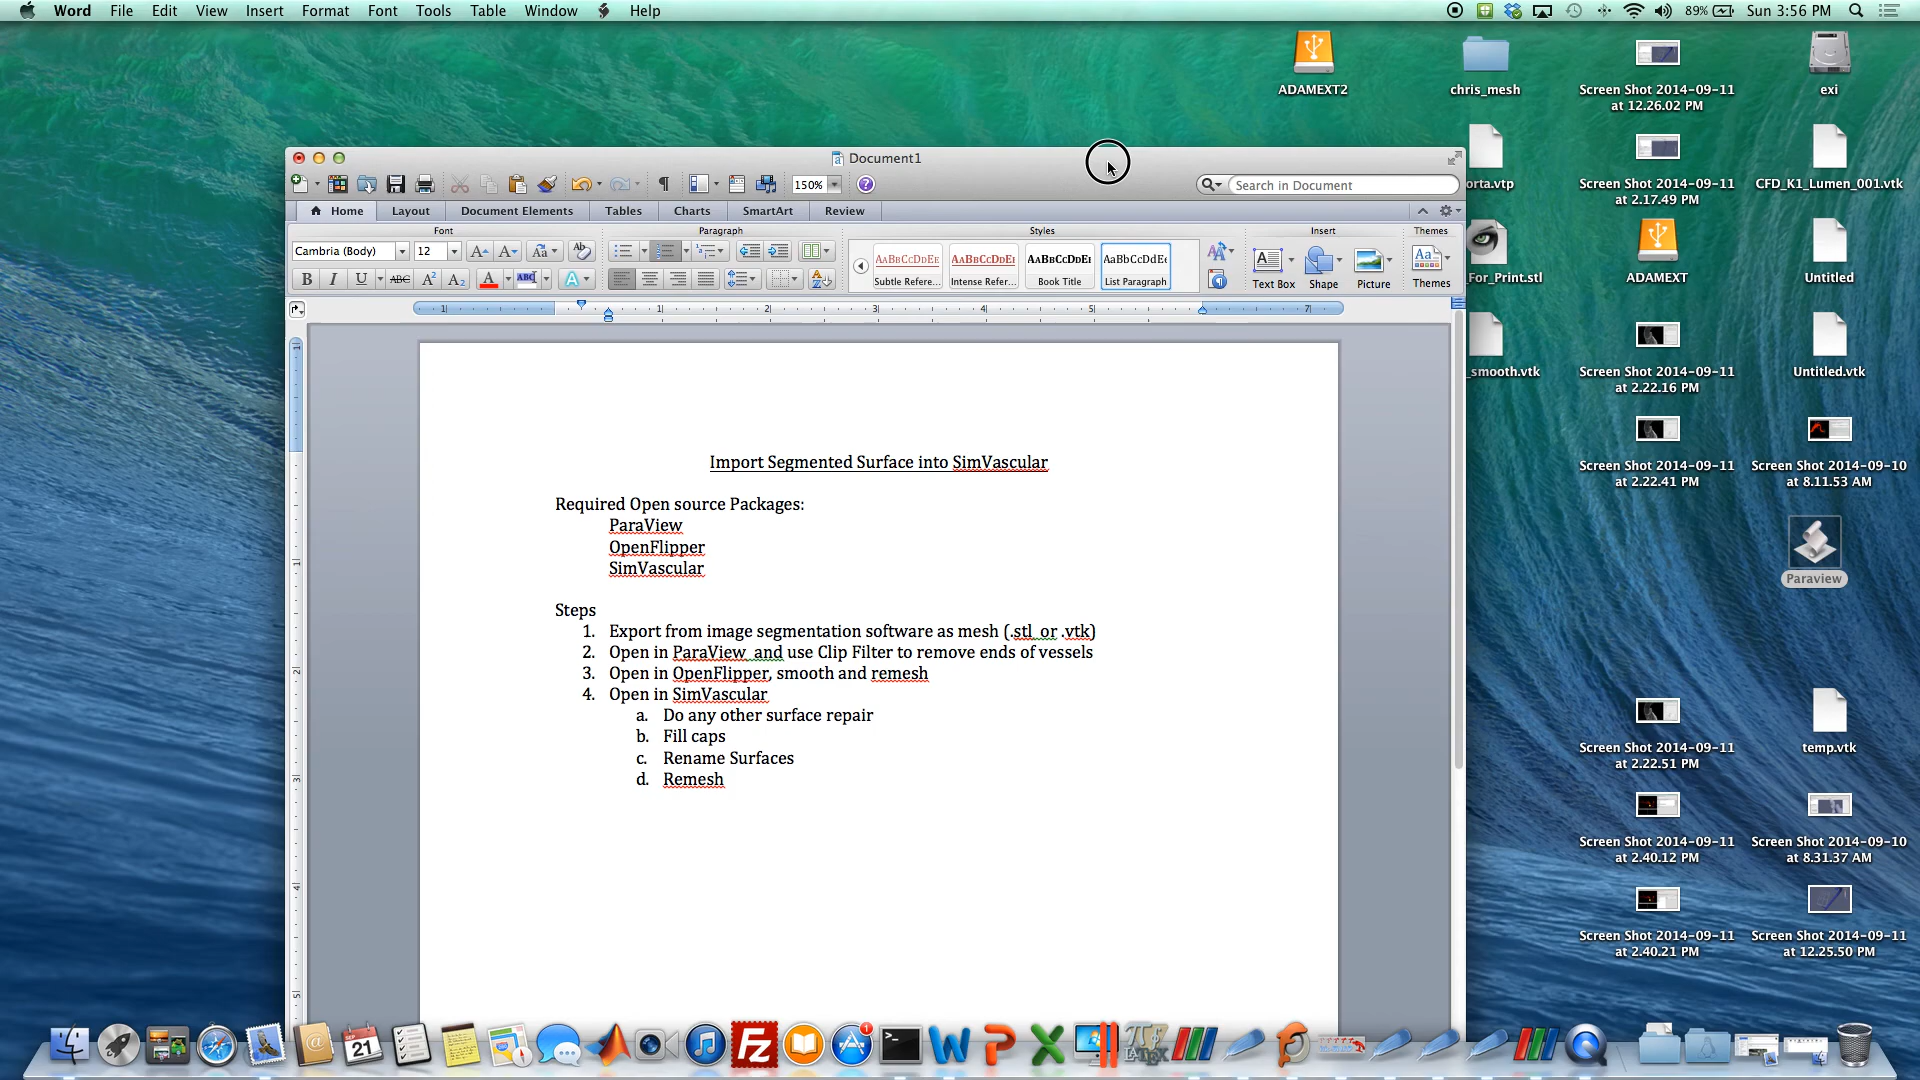 Word File Edit View Insert Format Font Tools Table Window Help
89% Sun 3:56 PM
Document1
150%
Search in Document
Home Layout Document Elements Tables Charts SmartArt Review
Font Paragraph Styles Insert Themes
Cambria (Body) 12
AaBbCcDdEe AaBbCcDdEe AaBbCcDdEe AaBbCcDdEe
Subtle Refere... Intense Refer... Book Title List Paragraph
Text Box Shape Picture Themes
Import Segmented Surface into SimVascular
Required Open source Packages:
ParaView
OpenFlipper
SimVascular
Steps
1. Export from image segmentation software as mesh (.stl or .vtk)
2. Open in ParaView and use Clip Filter to remove ends of vessels
3. Open in OpenFlipper, smooth and remesh
4. Open in SimVascular
a. Do any other surface repair
b. Fill caps
c. Rename Surfaces
d. Remesh
ADAMEXT2
chris_mesh
Screen Shot 2014-09-11
at 12.26.02 PM
exi
orta.vtp
Screen Shot 2014-09-11
at 2.17.49 PM
CFD_K1_Lumen_001.vtk
_For_Print.stl
ADAMEXT
Untitled
_smooth.vtk
Screen Shot 2014-09-11
at 2.22.16 PM
Untitled.vtk
Screen Shot 2014-09-11
at 2.22.41 PM
Screen Shot 2014-09-10
at 8.11.53 AM
Paraview
Screen Shot 2014-09-11
at 2.22.51 PM
temp.vtk
Screen Shot 2014-09-11
at 2.40.12 PM
Screen Shot 2014-09-10
at 8.31.37 AM
Screen Shot 2014-09-11
at 2.40.21 PM
Screen Shot 2014-09-11
at 12.25.50 PM